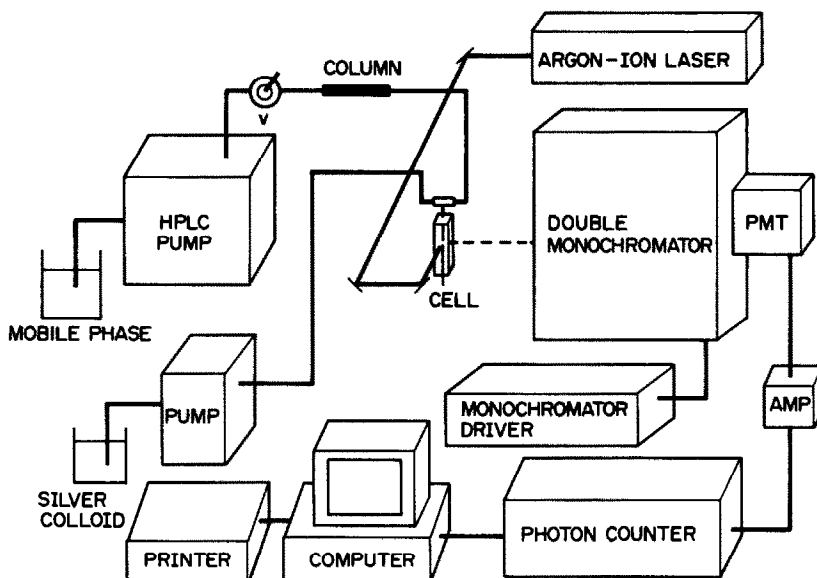 ARGON-ION LASER
COLUMN
V
HPLC
PUMP
DOUBLE
MONOCHROMATOR
PMT
CELL
MOBILE PHASE
PUMP
MONOCHROMATOR
DRIVER
AMP
SILVER
COLLOID
PRINTER
COMPUTER
PHOTON COUNTER